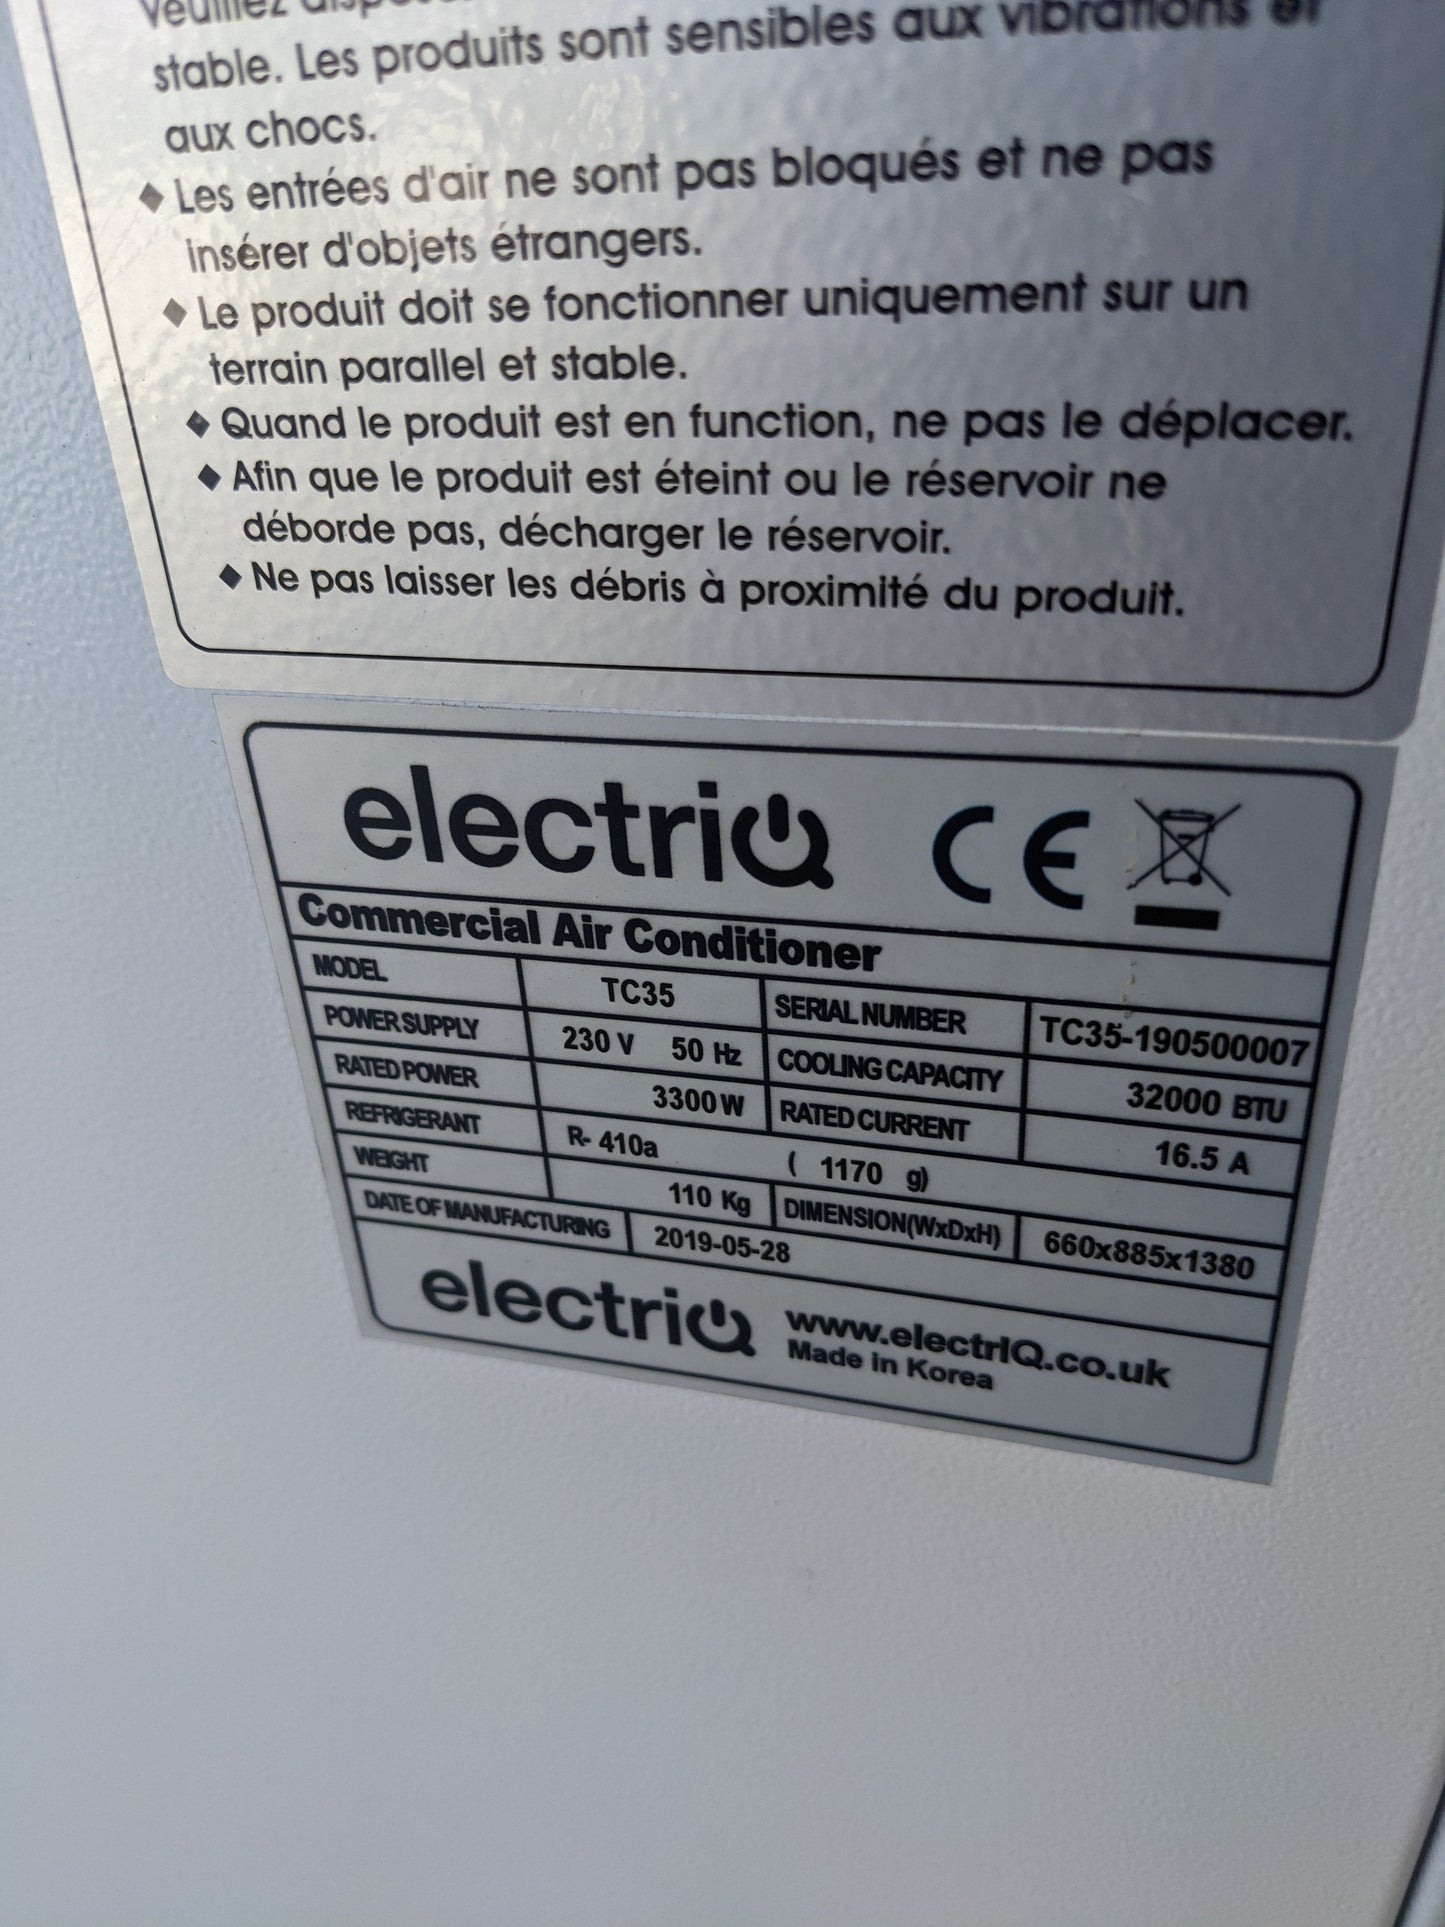 Veuillez
stable. Les produits sont sensibles aux vibrations et
aux chocs.
◆ Les entrées d'air ne sont pas bloqués et ne pas
insérer d'objets étrangers.
◆ Le produit doit se fonctionner uniquement sur un
terrain parallel et stable.
◆ Quand le produit est en function, ne pas le déplacer.
◆ Afin que le produit est éteint ou le réservoir ne
déborde pas, décharger le réservoir.
◆ Ne pas laisser les débris à proximité du produit.
electriQ CE
Commercial Air Conditioner
MODEL TC35 SERIAL NUMBER TC35-190500007
POWER SUPPLY 230 V 50 Hz COOLING CAPACITY 32000 BTU
RATED POWER 3300 W RATED CURRENT 16.5 A
REFRIGERANT R- 410a ( 1170 g)
WEIGHT 110 Kg DIMENSION(WxDxH) 660x885x1380
DATE OF MANUFACTURING 2019-05-28
electriQ www.electrIQ.co.uk
Made in Korea